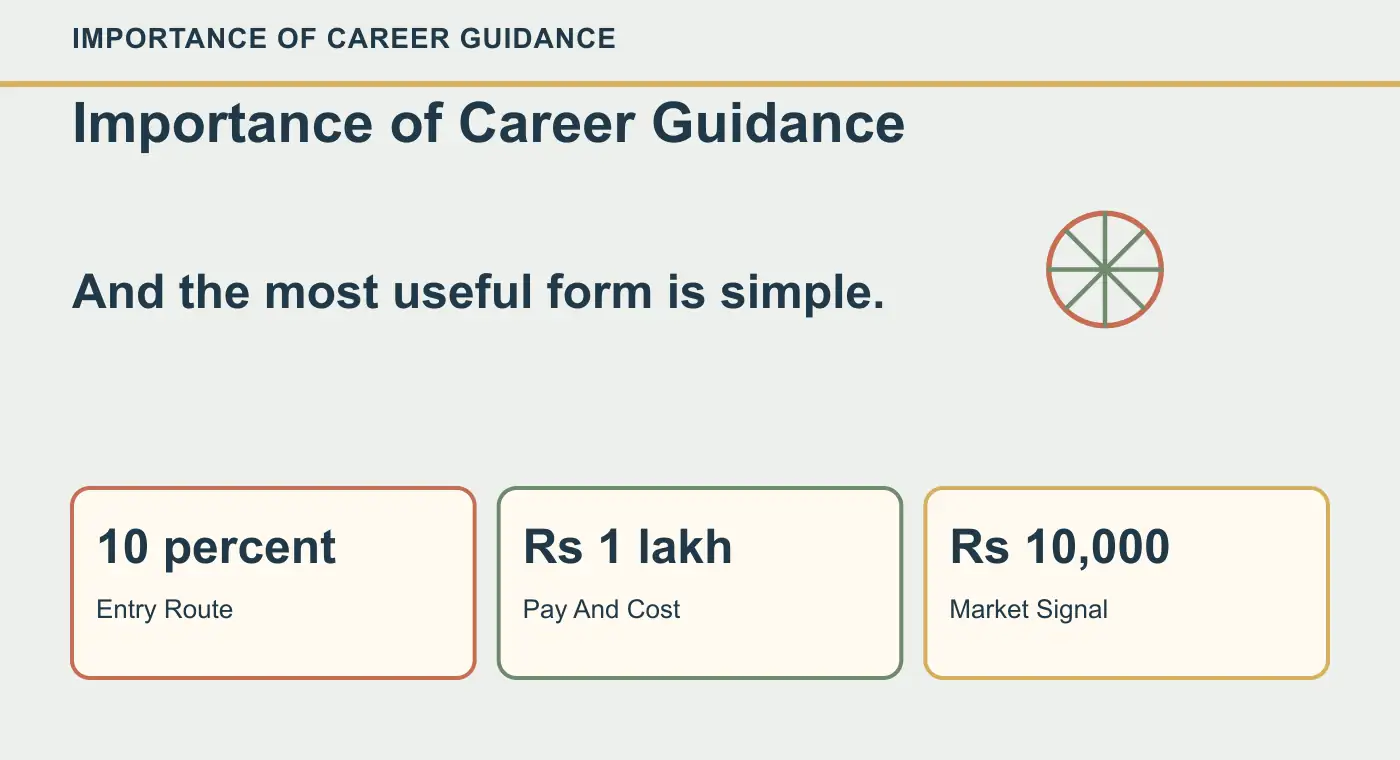 IMPORTANCE OF CAREER GUIDANCE
Importance of Career Guidance
And the most useful form is simple.
10 percent
Entry Route
Rs 1 lakh
Pay And Cost
Rs 10,000
Market Signal